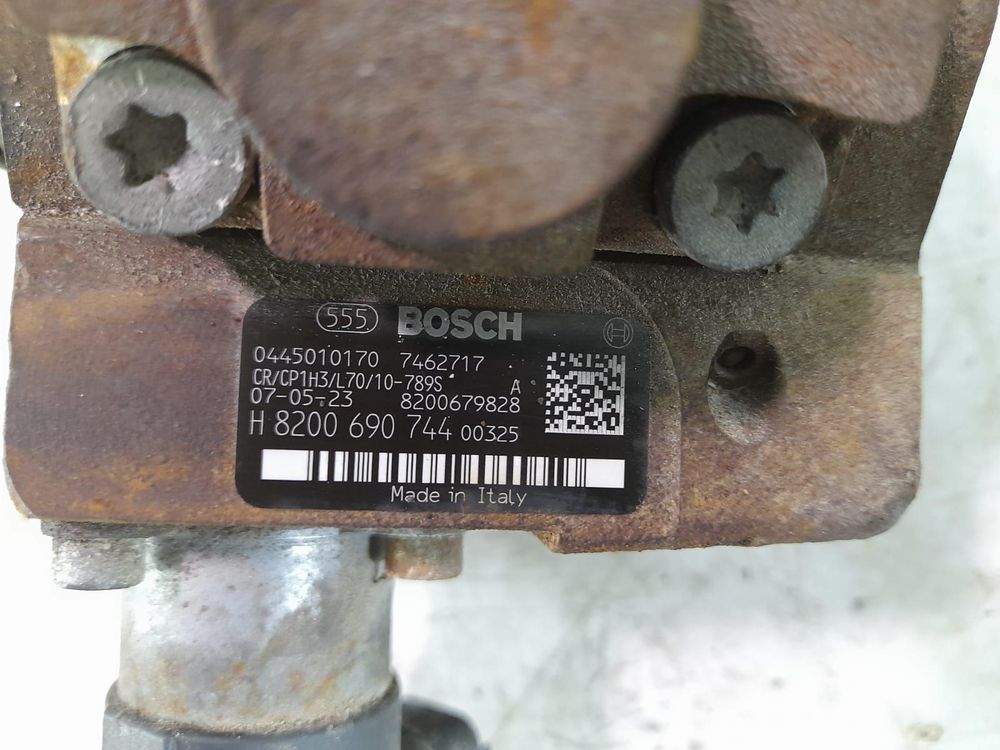 555 BOSCH H
0445010170 7462717
CR/CP1H3/L70/10-789S A
07-05-23 8200679828
H 8200 690 744 00325
Made in Italy